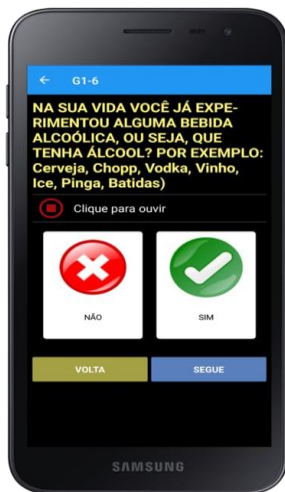 G1-6
NA SUA VIDA VOCÊ JÁ EXPE-
RIMENTOU ALGUMA BEBIDA
ALCOÓLICA, OU SEJA, QUE
TENHA ÁLCOOL? POR EXEMPLO:
Cerveja, Chopp, Vodka, Vinho,
Ice, Pinga, Batidas)
Clique para ouvir
NÃO
SIM
VOLTA
SEGUE
SAMSUNG